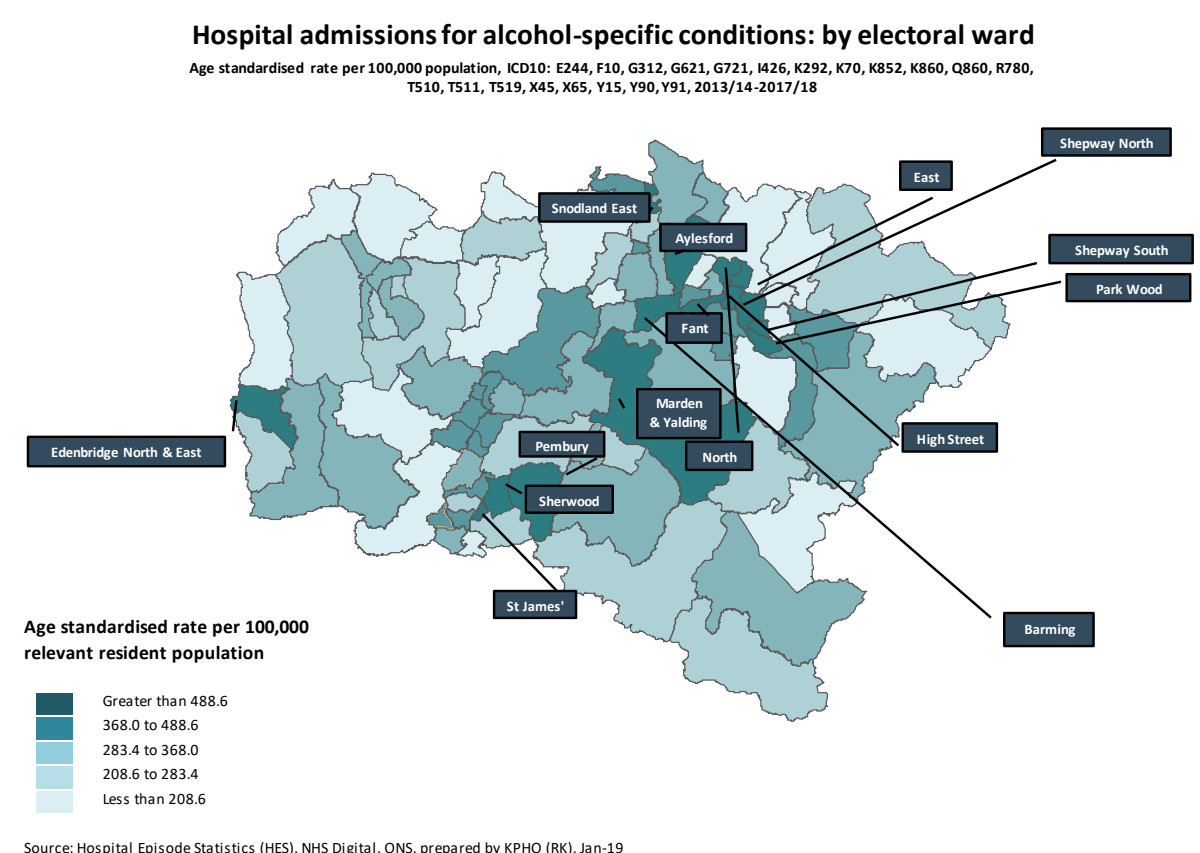 Hospital admissions for alcohol-specific conditions: by electoral ward
Age standardised rate per 100,000 population, ICD10: E244, F10, G312, G621, G721, I426, K292, K70, K852, K860, Q860, R780,
T510, T511, T519, X45, X65, Y15, Y90, Y91, 2013/14-2017/18
Shepway North
East
Snodland East
Aylesford
Shepway South
Park Wood
Fant
Marden
& Yalding
High Street
Edenbridge North & East
Pembury
North
Sherwood
St James'
Barming
Age standardised rate per 100,000
relevant resident population
Greater than 488.6
368.0 to 488.6
283.4 to 368.0
208.6 to 283.4
Less than 208.6
Source: Hospital Episode Statistics (HES), NHS Digital, ONS, prepared by KPHO (RK), Jan-19